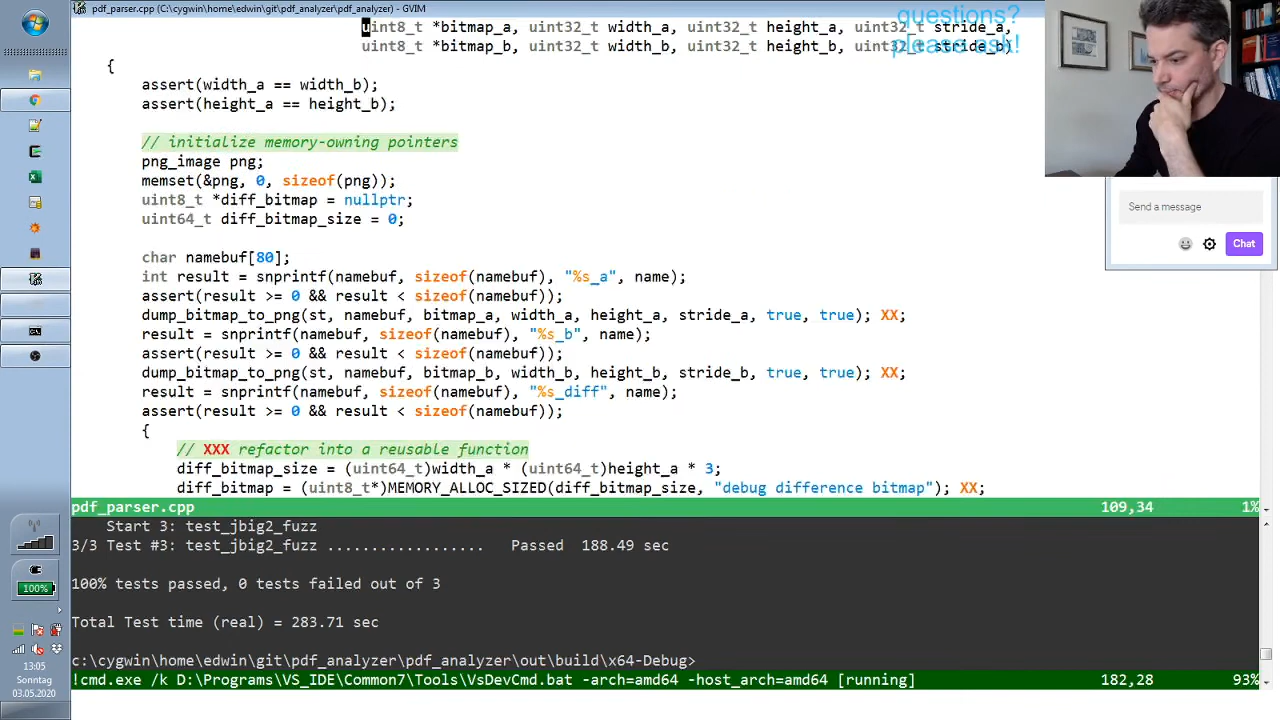 pdf_parser.cpp (C:\cygwin\home\edwin\git\pdf_analyzer\pdf_analyzer) - GVIM
questions?
please ask!
uint8_t *bitmap_a, uint32_t width_a, uint32_t height_a, uint32_t stride_a,
uint8_t *bitmap_b, uint32_t width_b, uint32_t height_b, uint32_t stride_b)
{
assert(width_a == width_b);
assert(height_a == height_b);
// initialize memory-owning pointers
png_image png;
memset(&png, 0, sizeof(png));
uint8_t *diff_bitmap = nullptr;
uint64_t diff_bitmap_size = 0;
char namebuf[80];
int result = snprintf(namebuf, sizeof(namebuf), "%s_a", name);
assert(result >= 0 && result < sizeof(namebuf));
dump_bitmap_to_png(st, namebuf, bitmap_a, width_a, height_a, stride_a, true, true); XX;
result = snprintf(namebuf, sizeof(namebuf), "%s_b", name);
assert(result >= 0 && result < sizeof(namebuf));
dump_bitmap_to_png(st, namebuf, bitmap_b, width_b, height_b, stride_b, true, true); XX;
result = snprintf(namebuf, sizeof(namebuf), "%s_diff", name);
assert(result >= 0 && result < sizeof(namebuf));
{
// XXX refactor into a reusable function
diff_bitmap_size = (uint64_t)width_a * (uint64_t)height_a * 3;
diff_bitmap = (uint8_t*)MEMORY_ALLOC_SIZED(diff_bitmap_size, "debug difference bitmap"); XX;
pdf_parser.cpp 109,34 1%
Start 3: test_jbig2_fuzz
3/3 Test #3: test_jbig2_fuzz .................. Passed 188.49 sec
100% tests passed, 0 tests failed out of 3
Total Test time (real) = 283.71 sec
c:\cygwin\home\edwin\git\pdf_analyzer\pdf_analyzer\out\build\x64-Debug>
!cmd.exe /k D:\Programs\VS_IDE\Common7\Tools\VsDevCmd.bat -arch=amd64 -host_arch=amd64 [running] 182,28 93%
Send a message
Chat
100%
13:05
Sonntag
03.05.2020